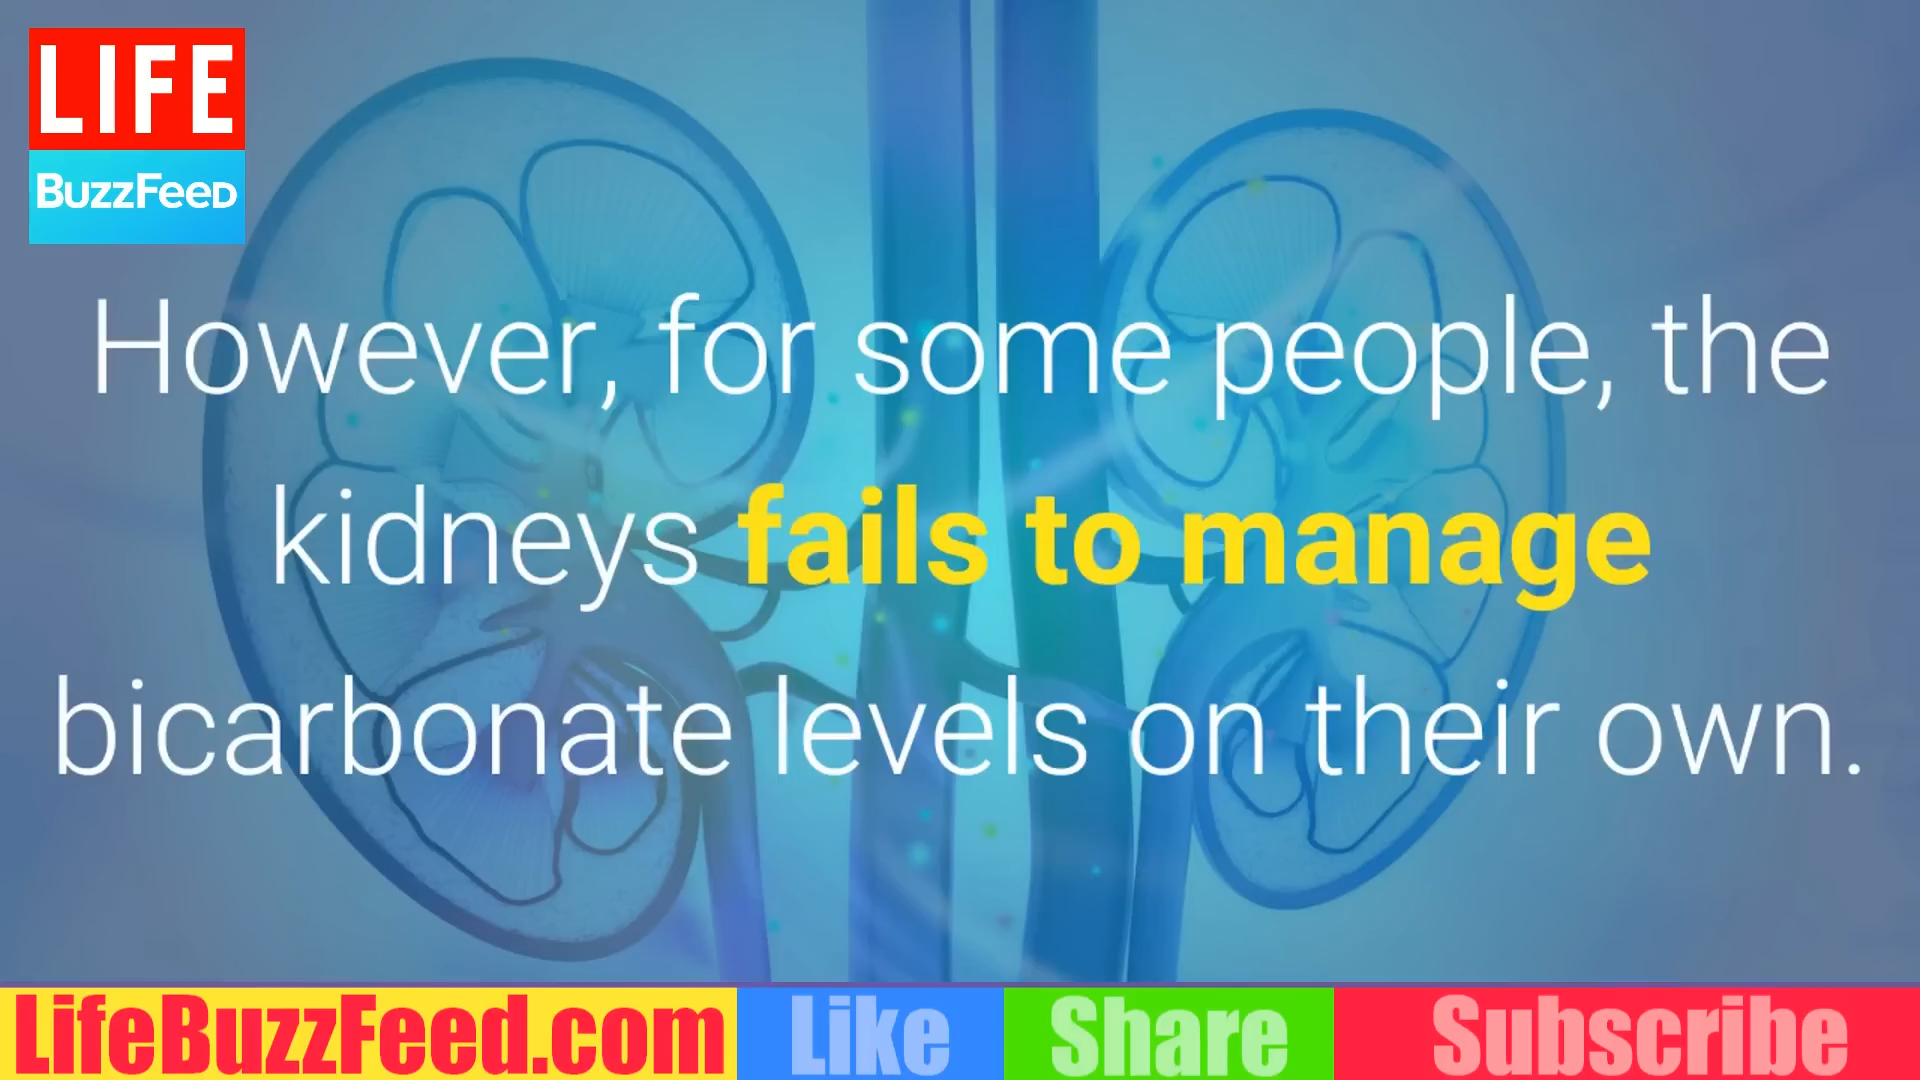 LIFE
BUZZFEED
However, for some people, the
kidneys fails to manage
bicarbonate levels on their own.
LifeBuzzFeed.com Like Share Subscribe